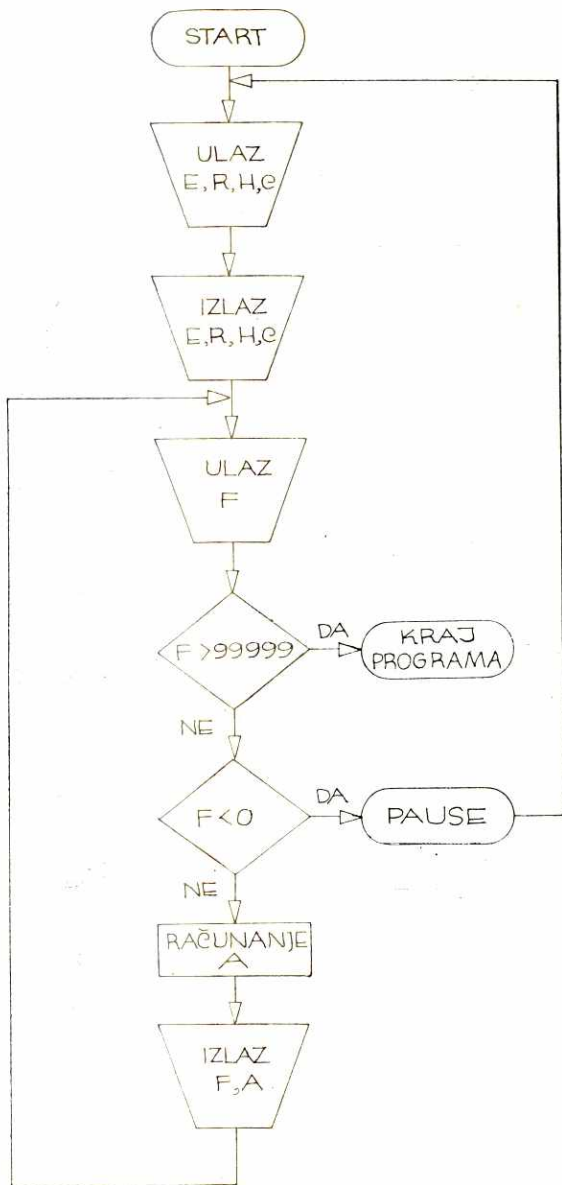 START
ULAZ
E, R, H, C
IZLAZ
E, R, H, C
ULAZ
F
F > 99999
DA
KRAJ
PROGRAMA
NE
F < 0
DA
PAUSE
NE
RAČUNANJE
A
IZLAZ
F, A